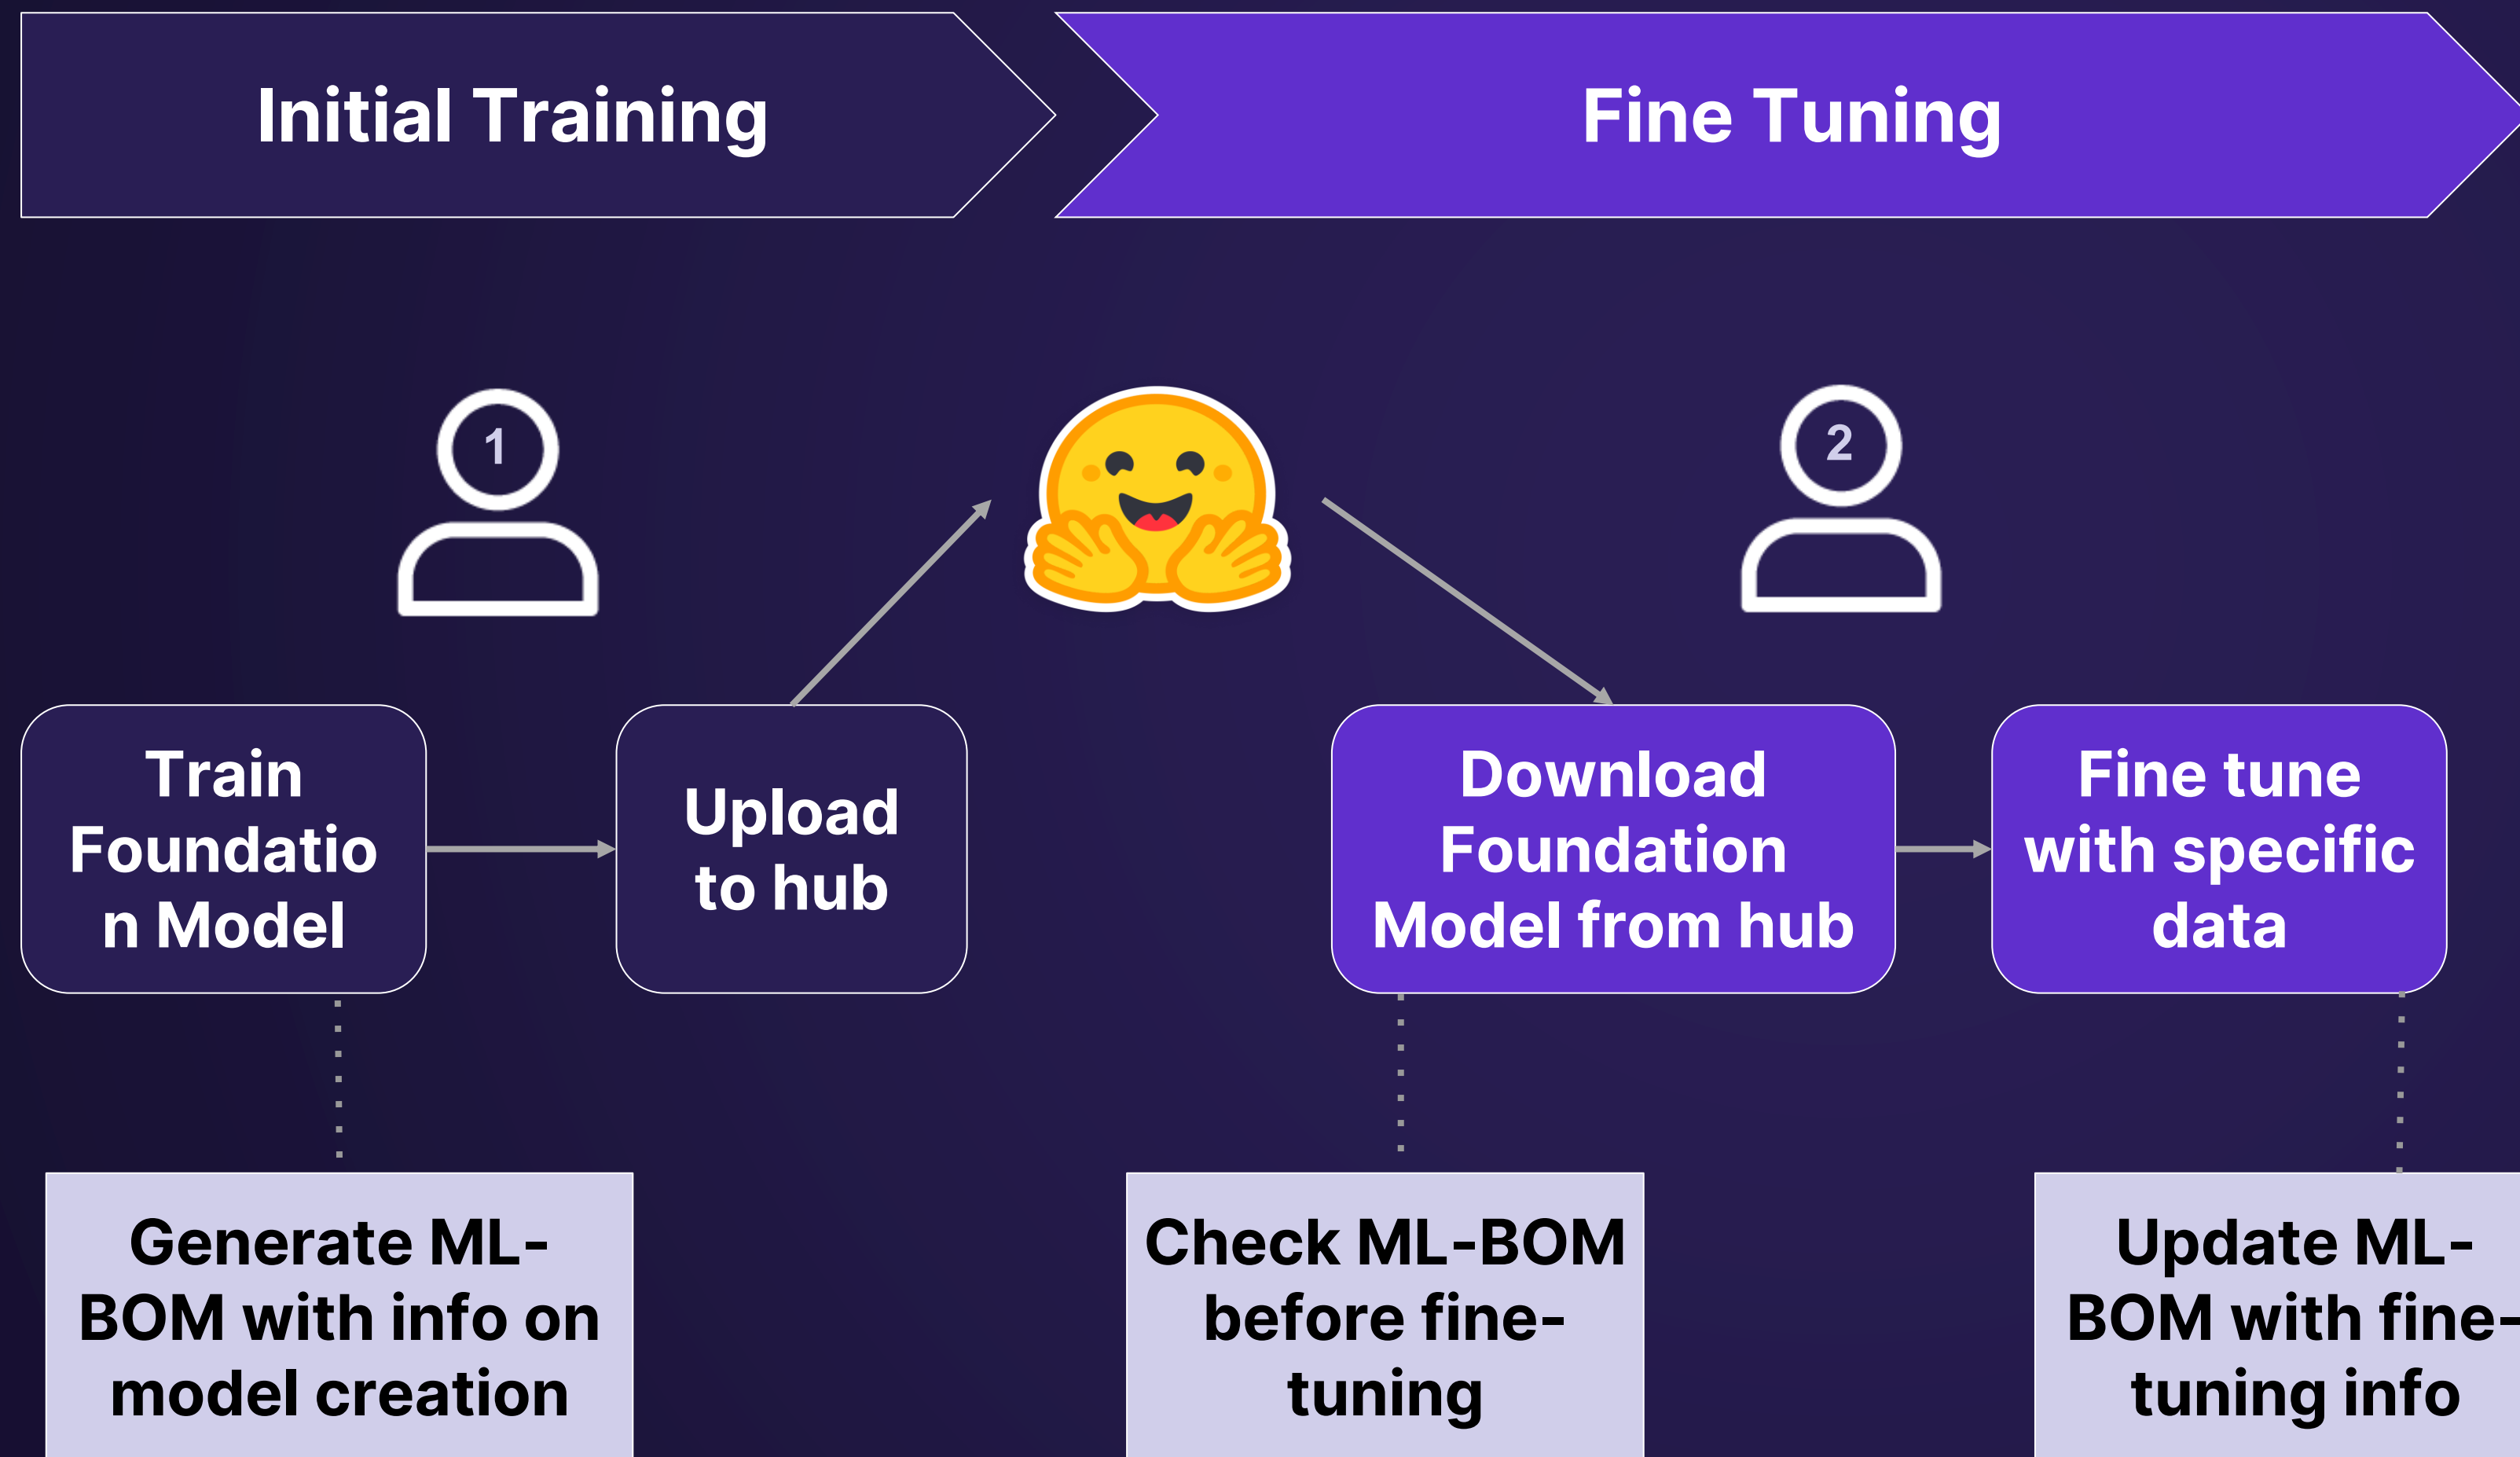 Initial Training
Fine Tuning
1
2
Train
Foundatio
n Model
Upload
to hub
Download
Foundation
Model from hub
Fine tune
with specific
data
Generate ML-
BOM with info on
model creation
Check ML-BOM
before fine-
tuning
Update ML-
BOM with fine-
tuning info